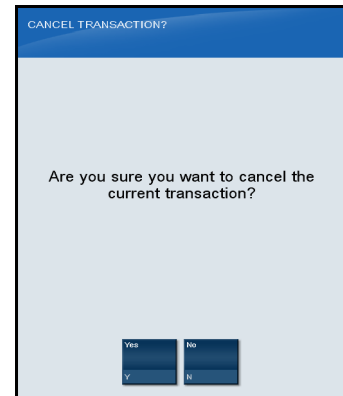 CANCEL TRANSACTION?
Are you sure you want to cancel the
current transaction?
Yes No
Y N